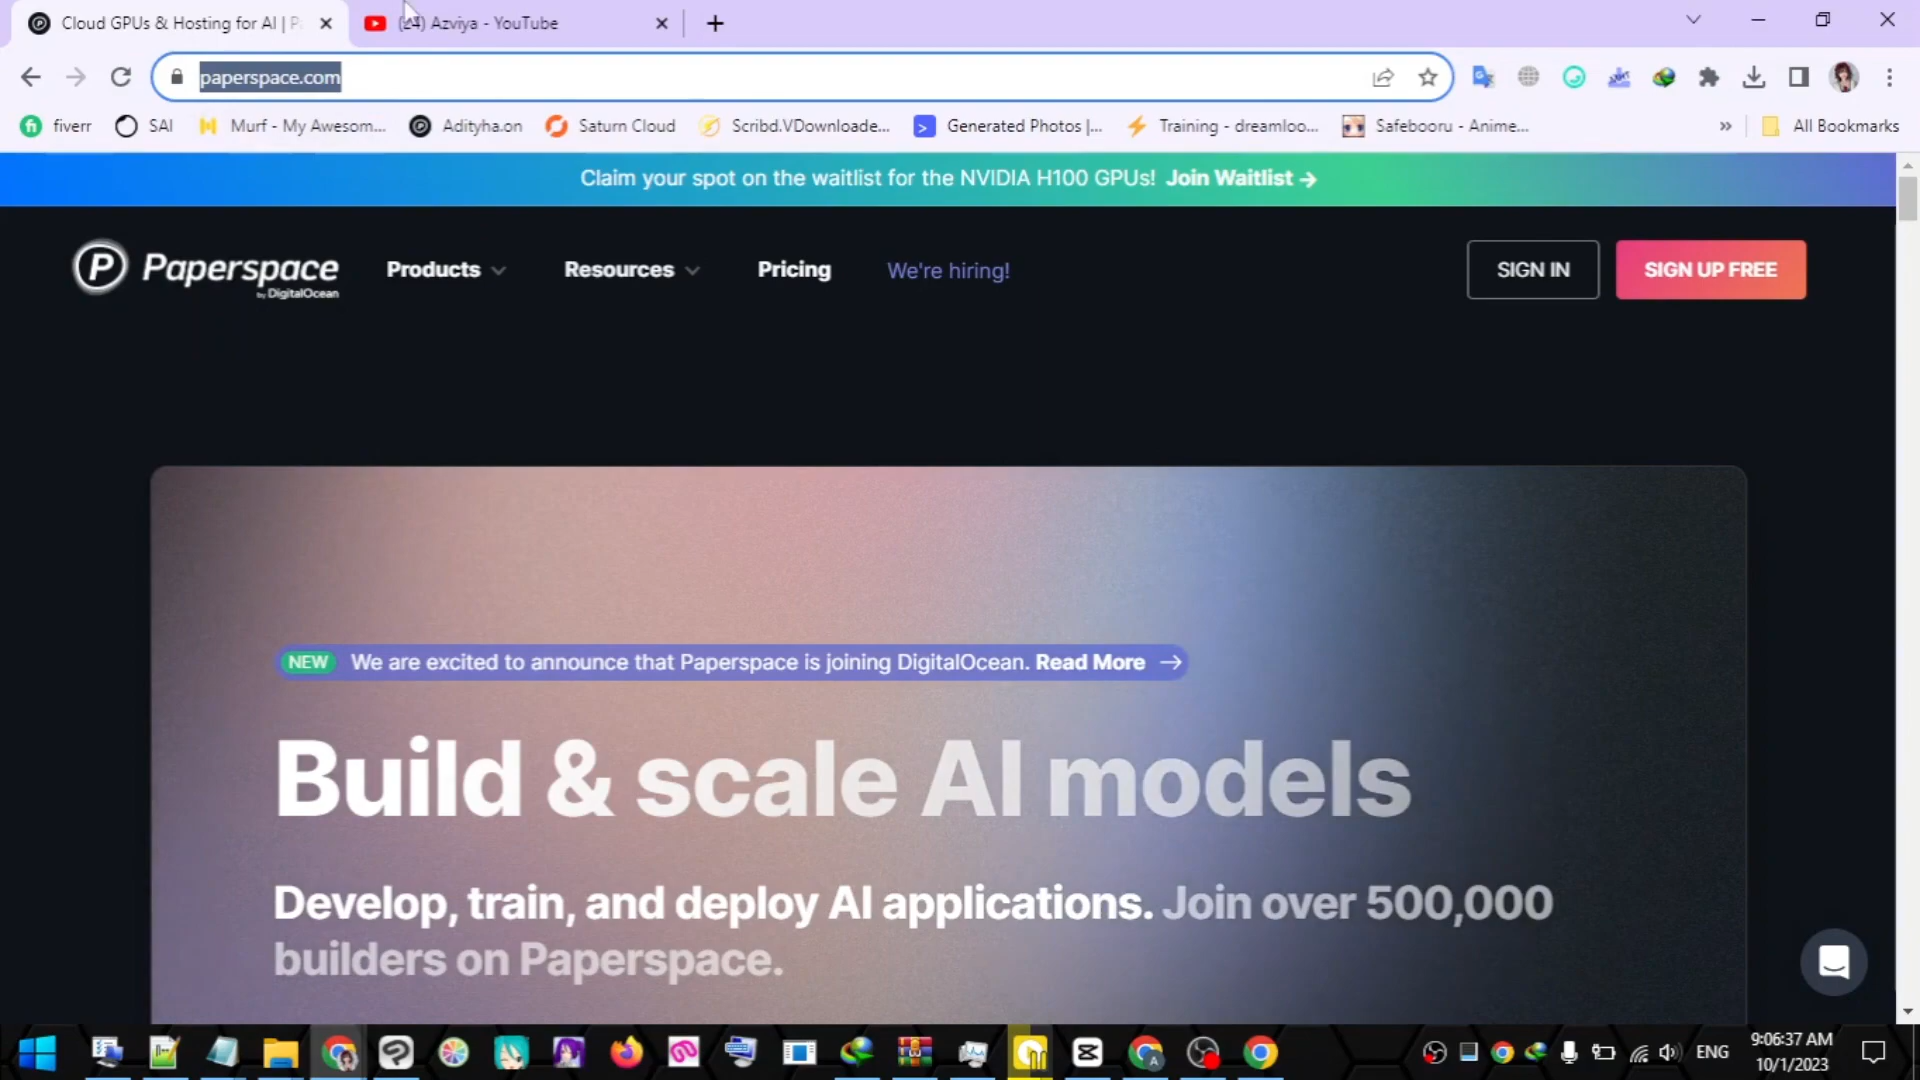 Cloud GPUs & Hosting for AI | P
(24) Azviya - YouTube
paperspace.com
fiverr
SAI
Murf - My Awesom...
Adityha.on
Saturn Cloud
Scribd.VDownloade...
Generated Photos |...
Training - dreamloo...
Safebooru - Anime...
All Bookmarks
Claim your spot on the waitlist for the NVIDIA H100 GPUs! Join Waitlist →
Paperspace
by DigitalOcean
Products
Resources
Pricing
We're hiring!
SIGN IN
SIGN UP FREE
NEW We are excited to announce that Paperspace is joining DigitalOcean. Read More →
Build & scale AI models
Develop, train, and deploy AI applications. Join over 500,000
builders on Paperspace.
ENG
9:06:37 AM
10/1/2023